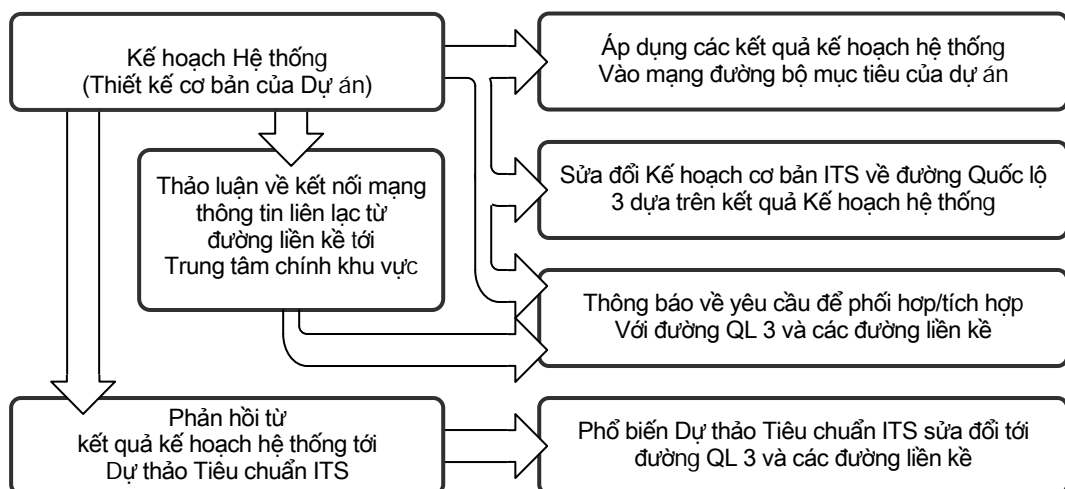 Kế hoạch Hệ thống
(Thiết kế cơ bản của Dự án)
Áp dụng các kết quả kế hoạch hệ thống
Vào mạng đường bộ mục tiêu của dự án
Thảo luận về kết nối mạng
thông tin liên lạc từ
đường liền kề tới
Trung tâm chính khu vực
Sửa đổi Kế hoạch cơ bản ITS về đường Quốc lộ
3 dựa trên kết quả Kế hoạch hệ thống
Thông báo về yêu cầu để phối hơp/tích hợp
Với đường QL 3 và các đường liền kề
Phản hồi từ
kết quả kế hoạch hệ thống tới
Dự thảo Tiêu chuẩn ITS
Phổ biến Dự thảo Tiêu chuẩn ITS sửa đổi tới
đường QL 3 và các đường liền kề